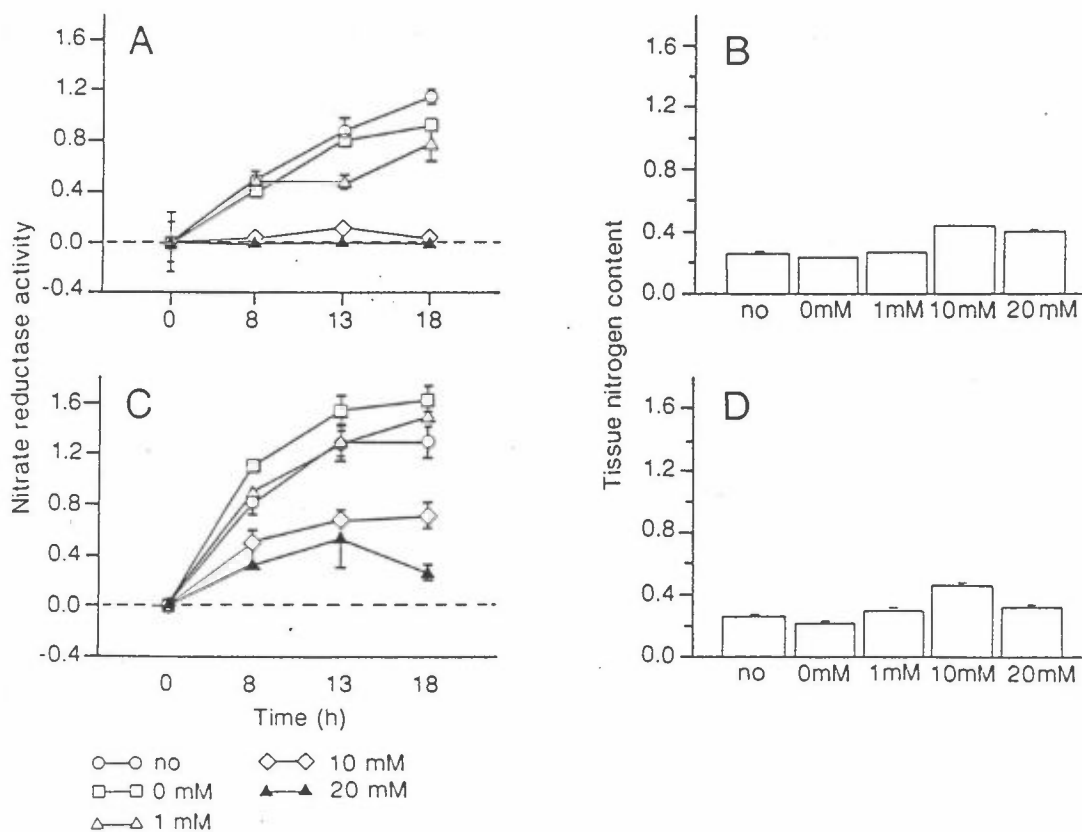 A
1.6
1.2
0.8
0.4
0.0
-0.4
0 8 13 18
Nitrate reductase activity
B
1.6
1.2
0.8
0.4
0.0
no 0mM 1mM 10mM 20mM
Tissue nitrogen content
C
1.6
1.2
0.8
0.4
0.0
-0.4
0 8 13 18
Time (h)
D
1.6
1.2
0.8
0.4
0.0
no 0mM 1mM 10mM 20mM
no
0 mM
1 mM
10 mM
20 mM